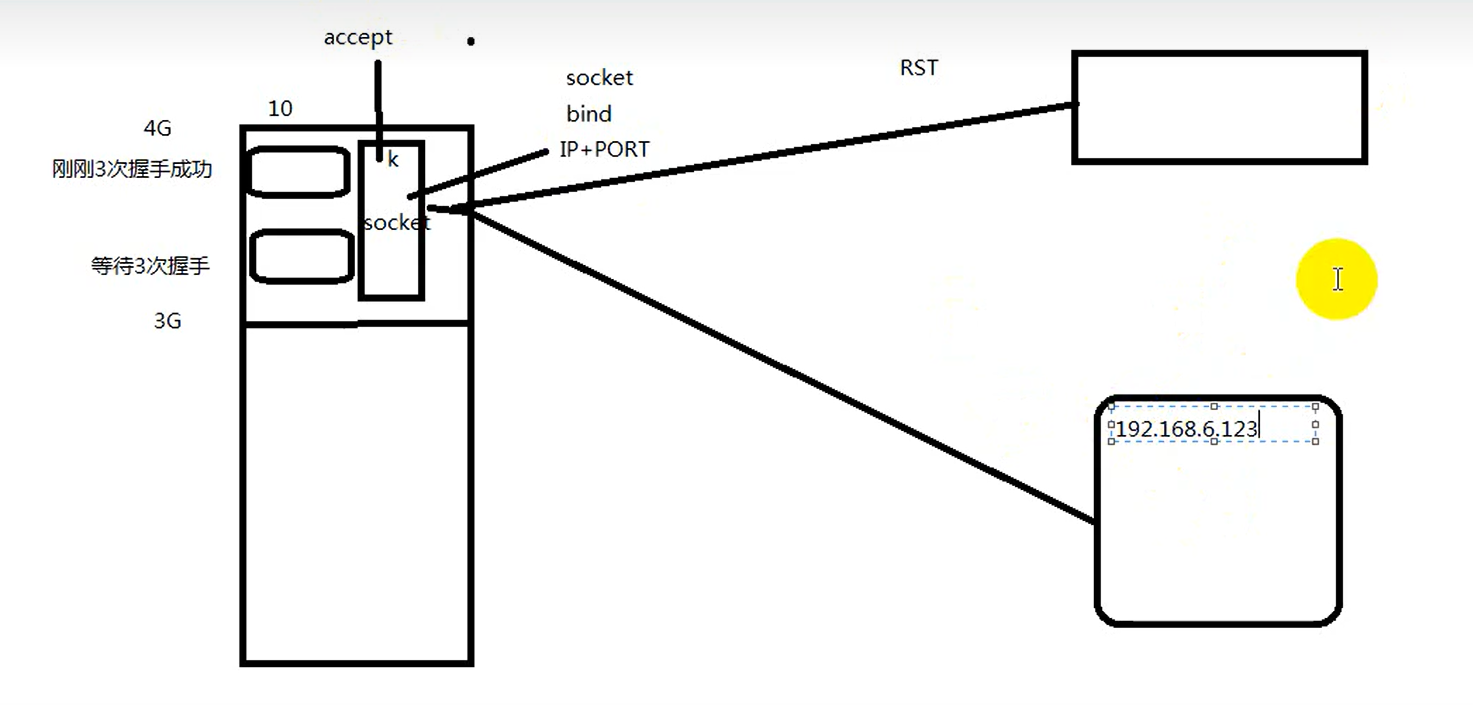 accept
socket
RST
bind
10
4G
IP+PORT
k
刚刚3次握手成功
socket
等待3次握手
3G
192.168.6.123